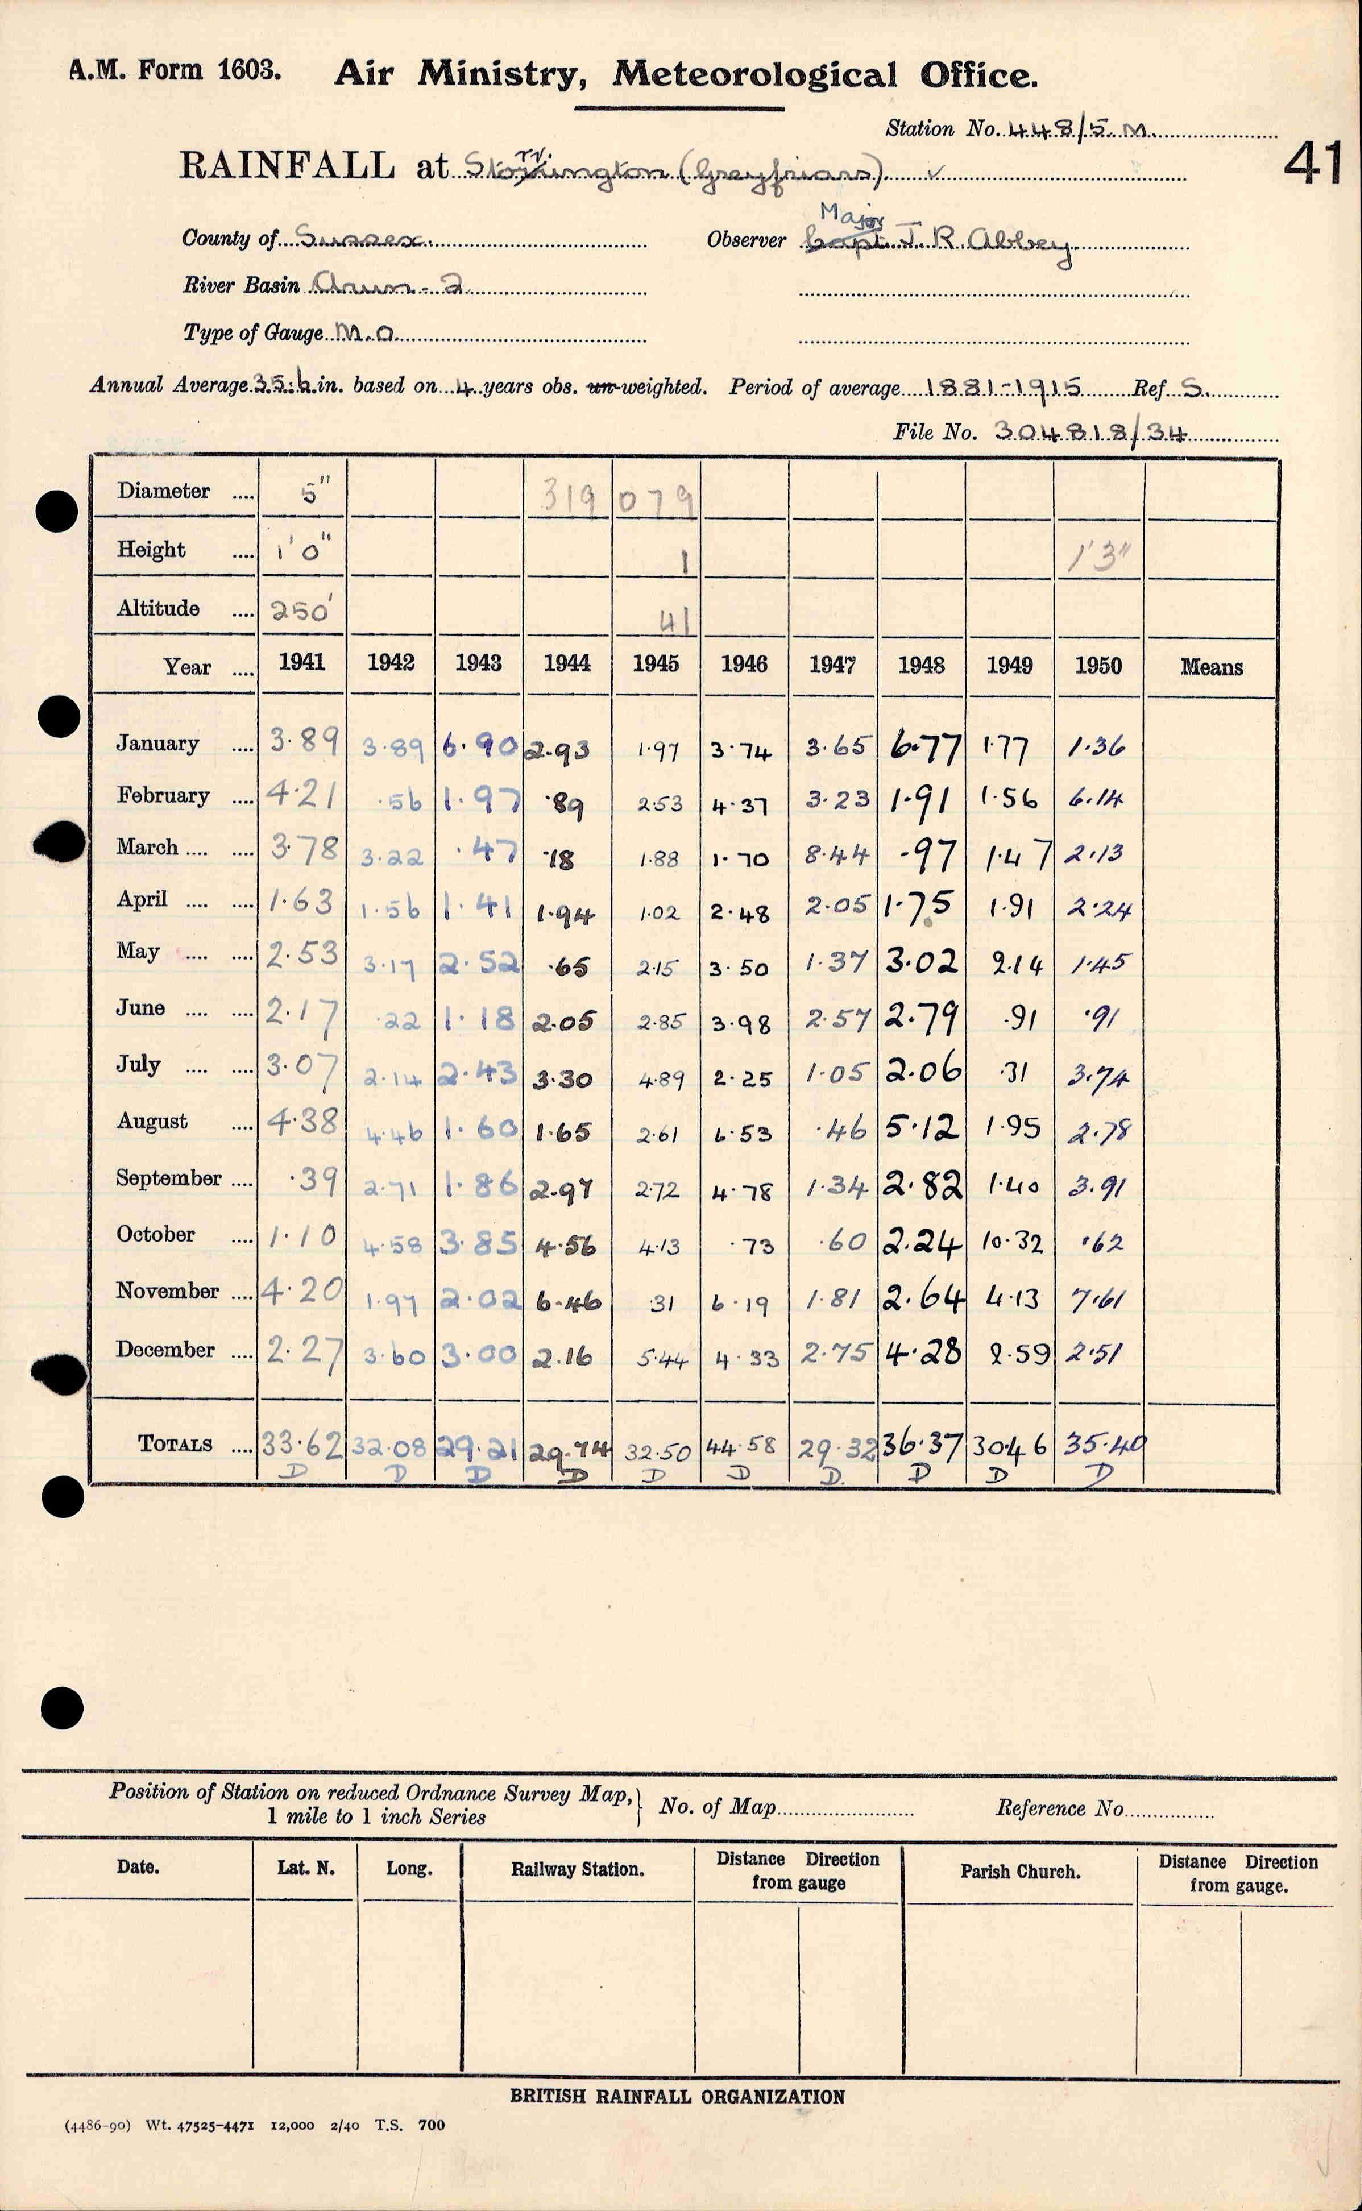 A.M. Form 1603. Air Ministry, Meteorological Office.
Station No. 448/5.M.
41
RAINFALL at Storrington (Greyfriars) ✓
County of Sussex. Observer Capt. Major J. R. Abbey
River Basin Arun - 2
Type of Gauge M.O.
Annual Average 35.6 in. based on 4 years obs. un-weighted. Period of average 1881-1915 Ref S.
File No. 304818/34
Diameter .... 5" 319 079
Height .... 1'0" 1 1'3"
Altitude .... 250' 41
Year .... 1941 1942 1943 1944 1945 1946 1947 1948 1949 1950 Means
January .... 3.89 3.89 6.90 2.93 1.97 3.74 3.65 6.77 1.77 1.36
February .... 4.21 .56 1.97 .89 2.53 4.37 3.23 1.91 1.56 6.14
March .... .... 3.78 3.22 .47 .18 1.88 1.70 8.44 .97 1.47 2.13
April .... .... 1.63 1.56 1.41 1.94 1.02 2.48 2.05 1.75 1.91 2.24
May .... .... 2.53 3.17 2.52 .65 2.15 3.50 1.37 3.02 2.14 1.45
June .... .... 2.17 .22 1.18 2.05 2.85 3.98 2.57 2.79 .91 .91
July .... .... 3.07 2.14 2.43 3.30 4.89 2.25 1.05 2.06 .31 3.74
August .... 4.38 4.46 1.60 1.65 2.61 6.53 .46 5.12 1.95 2.78
September .... .39 2.71 1.86 2.97 2.72 4.78 1.34 2.82 1.40 3.91
October .... 1.10 4.58 3.85 4.56 4.13 .73 .60 2.24 10.32 .62
November .... 4.20 1.97 2.02 6.46 31 6.19 1.81 2.64 4.13 7.61
December .... 2.27 3.60 3.00 2.16 5.44 4.33 2.75 4.28 2.59 2.51
TOTALS .... 33.62 32.08 29.21 29.74 32.50 44.58 29.32 36.37 30.46 35.40
D D D D D D D. D D D
Position of Station on reduced Ordnance Survey Map, } No. of Map Reference No
1 mile to 1 inch Series
Date. Lat. N. Long. Railway Station. Distance Direction from gauge Parish Church. Distance Direction from gauge.
BRITISH RAINFALL ORGANIZATION
(4486-90) Wt. 47525-4471 12,000 2/40 T.S. 700